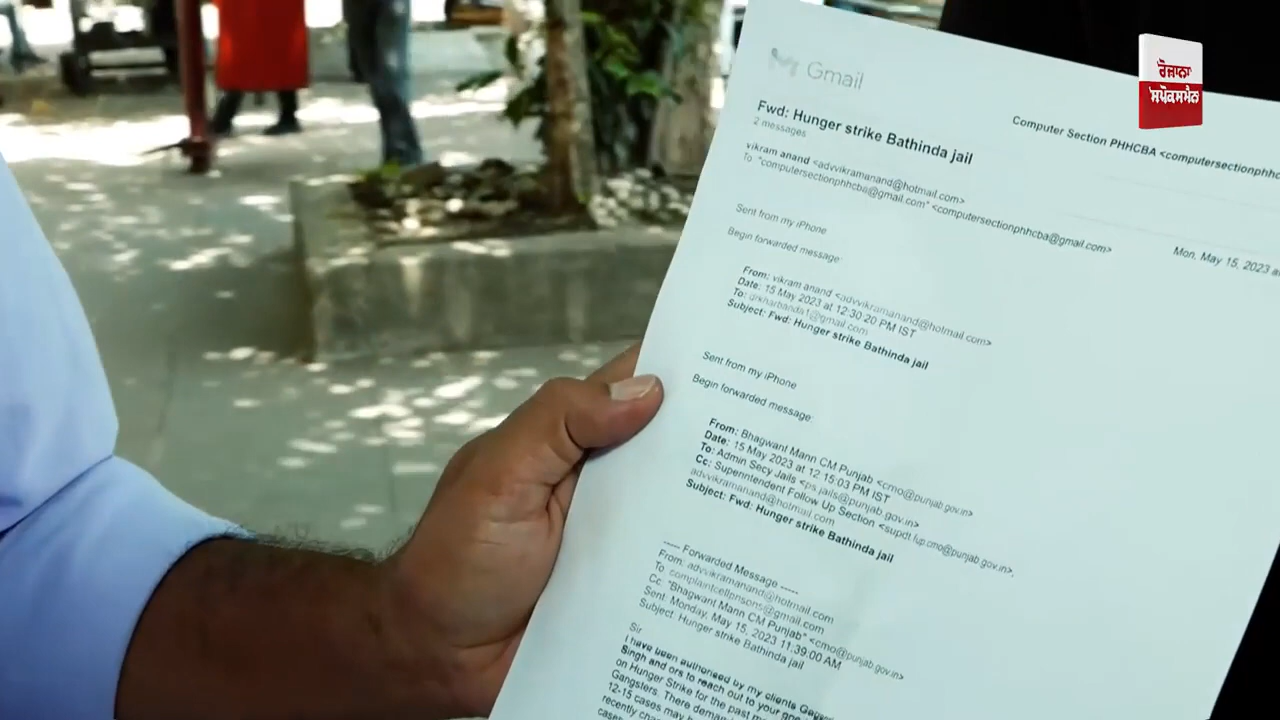 ਰੋਜ਼ਾਨਾ
ਸਪੋਕਸਮੈਨ
Gmail
Computer Section PHHCBA <computersectionphhc
Fwd: Hunger strike Bathinda jail
2 messages
vikram anand <advvikramanand@hotmail.com>
To: "computersectionphhcba@gmail.com" <computersectionphhcba@gmail.com>
Mon, May 15, 2023 at
Sent from my iPhone
Begin forwarded message:
From: vikram anand <advvikramanand@hotmail.com>
Date: 15 May 2023 at 12:30:20 PM IST
To: grkharbanda1@gmail.com
Subject: Fwd: Hunger strike Bathinda jail
Sent from my iPhone
Begin forwarded message:
From: Bhagwant Mann CM Punjab <cmo@punjab.gov.in>
Date: 15 May 2023 at 12:15:03 PM IST
To: Admin Secy Jails <ps.jails@punjab.gov.in>
Cc: Superintendent Follow Up Section <supdt.fup.cmo@punjab.gov.in>,
advvikramanand@hotmail.com
Subject: Fwd: Hunger strike Bathinda jail
----- Forwarded Message -----
From: advvikramanand@hotmail.com
To: complaintcellprisons@gmail.com
Cc: "Bhagwant Mann CM Punjab" <cmo@punjab.gov.in>
Sent: Monday, May 15, 2023 11:39:00 AM
Subject: Hunger strike Bathinda jail
Sir
I have been authorised by my clients
Singh and ors to reach out to your
on Hunger Strike for the past
Gangsters. There
12-15 cases may
recently